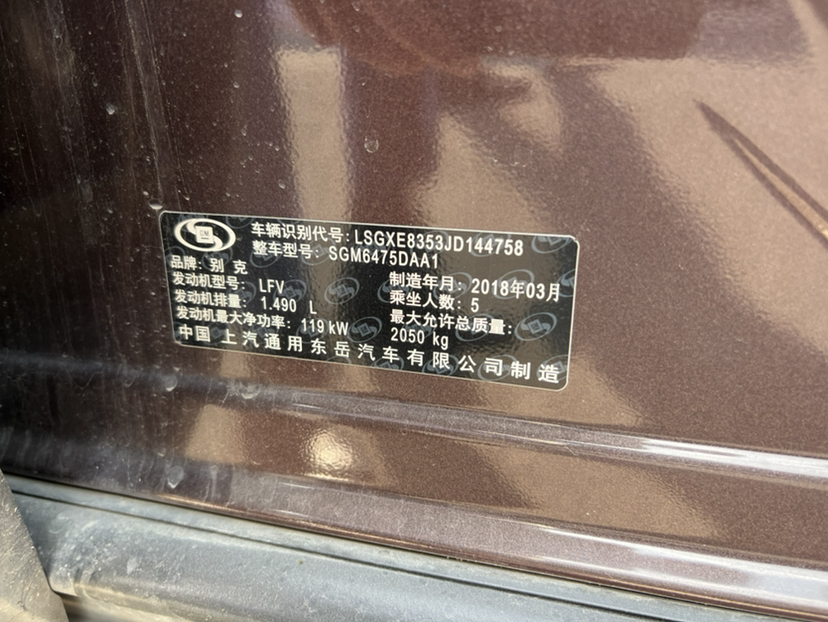 GM
车辆识别代号: LSGXE8353JD144758
整车型号: SGM6475DAA1
品牌: 别克
制造年月: 2018年03月
发动机型号: LFV
乘坐人数: 5
发动机排量: 1.490 L
最大允许总质量:
发动机最大净功率: 119 kW
2050 kg
中国 上汽通用东岳汽车有限公司制造